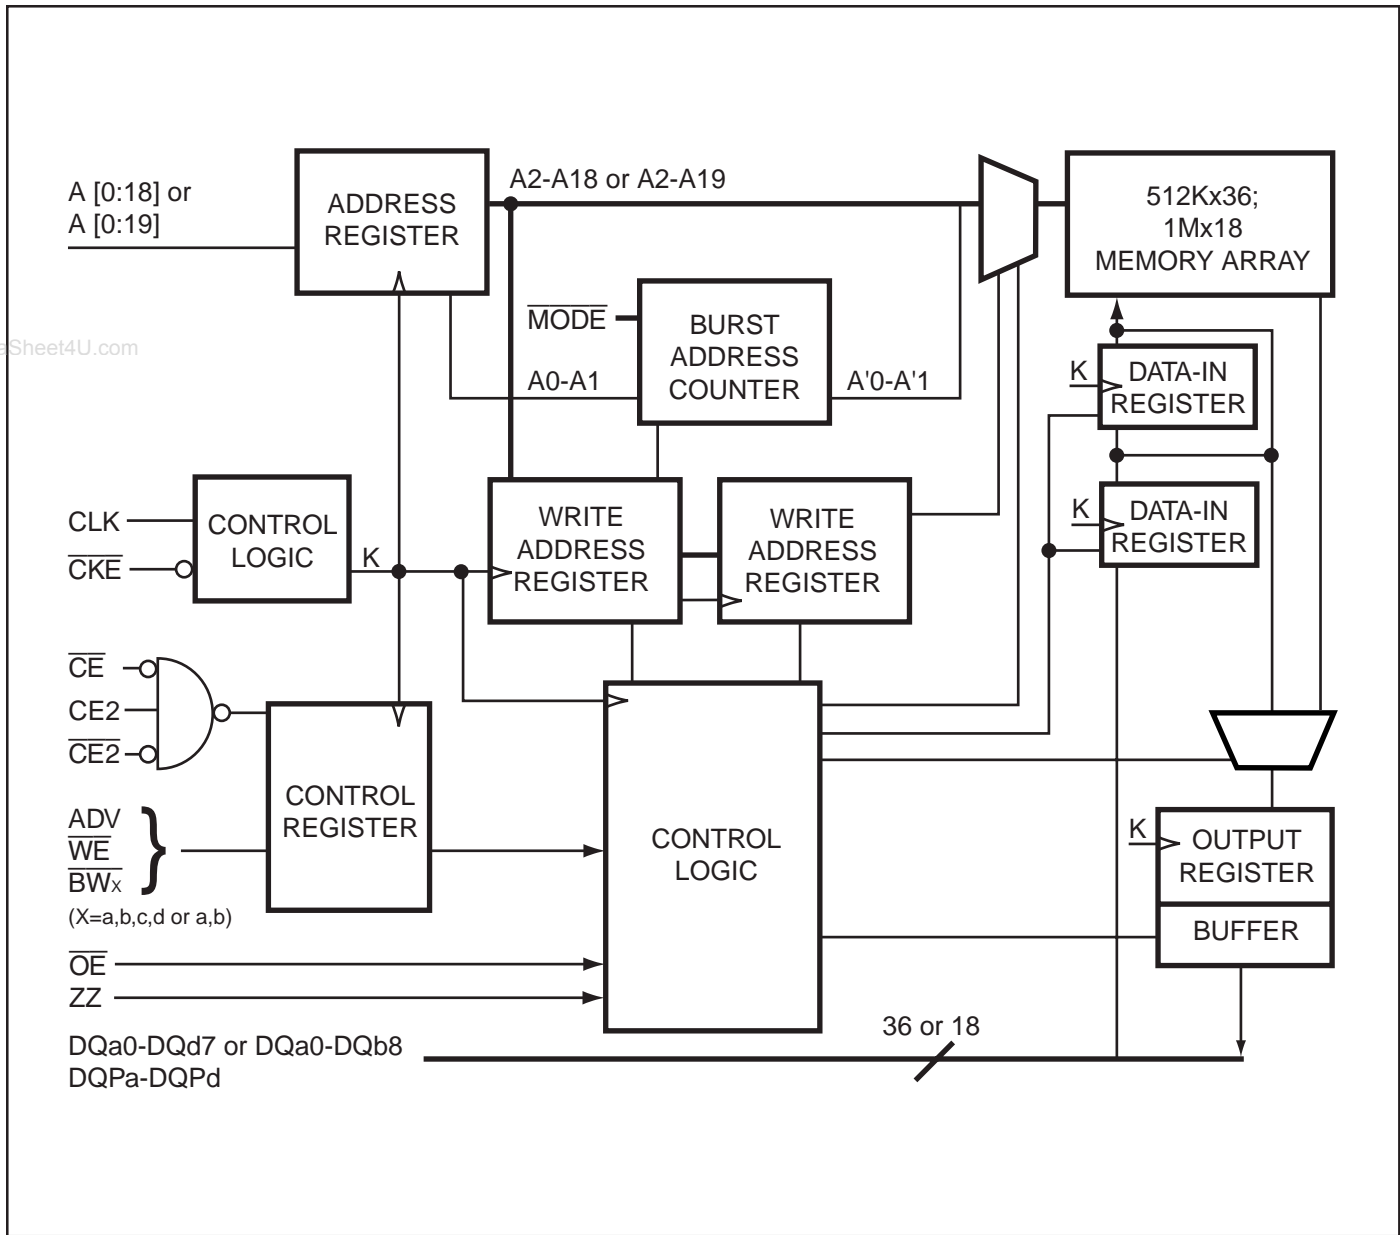 A [0:18] or
A [0:19]
ADDRESS
REGISTER
A2-A18 or A2-A19
512Kx36;
1Mx18
MEMORY ARRAY
MODE
BURST
ADDRESS
COUNTER
A0-A1
A'0-A'1
K
DATA-IN
REGISTER
aSheet4U.com
CLK
CKE
CONTROL
LOGIC
K
WRITE
ADDRESS
REGISTER
WRITE
ADDRESS
REGISTER
K
DATA-IN
REGISTER
CE
CE2
CE2
ADV
WE
BWx
(X=a,b,c,d or a,b)
CONTROL
REGISTER
CONTROL
LOGIC
K
OUTPUT
REGISTER
BUFFER
OE
ZZ
DQa0-DQd7 or DQa0-DQb8
DQPa-DQPd
36 or 18